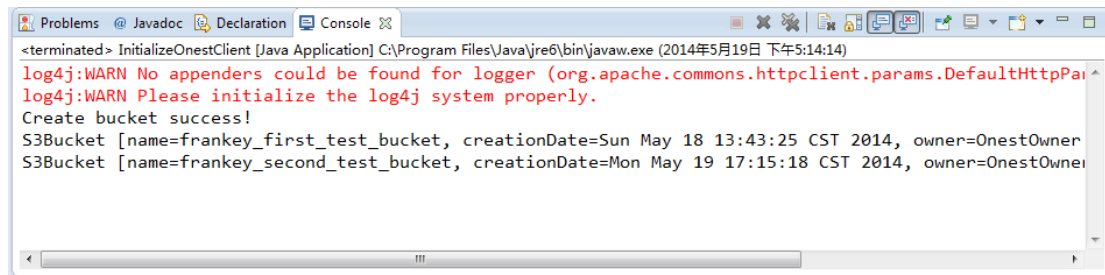 Problems @ Javadoc Declaration Console
<terminated> InitializeOnestClient [Java Application] C:\Program Files\Java\jre6\bin\javaw.exe (2014年5月19日 下午5:14:14)
log4j:WARN No appenders could be found for logger (org.apache.commons.httpclient.params.DefaultHttpPar
log4j:WARN Please initialize the log4j system properly.
Create bucket success!
S3Bucket [name=frankey_first_test_bucket, creationDate=Sun May 18 13:43:25 CST 2014, owner=OnestOwner
S3Bucket [name=frankey_second_test_bucket, creationDate=Mon May 19 17:15:18 CST 2014, owner=OnestOwner